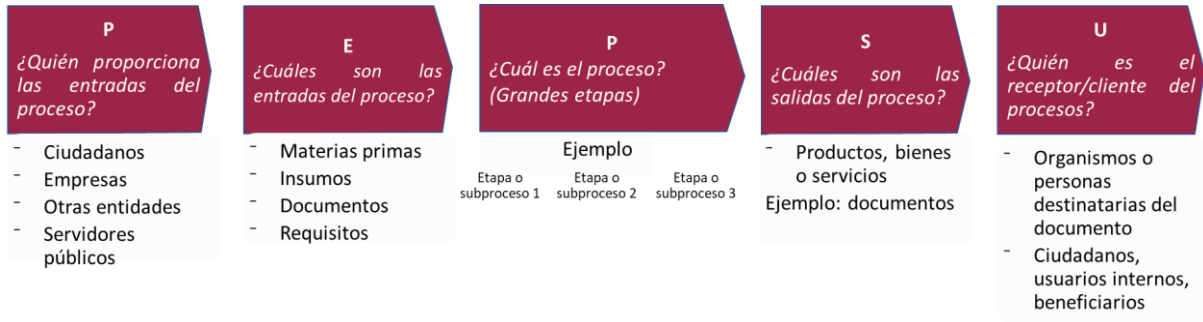 P
¿Quién proporciona
las entradas del
proceso?
- Ciudadanos
- Empresas
- Otras entidades
- Servidores
públicos
E
¿Cuáles son las
entradas del proceso?
- Materias primas
- Insumos
- Documentos
- Requisitos
P
¿Cuál es el proceso?
(Grandes etapas)
Ejemplo
Etapa o
subproceso 1
Etapa o
subproceso 2
Etapa o
subproceso 3
S
¿Cuáles son las
salidas del proceso?
- Productos, bienes
o servicios
Ejemplo: documentos
U
¿Quién es el
receptor/cliente del
procesos?
- Organismos o
personas
destinatarias del
documento
- Ciudadanos,
usuarios internos,
beneficiarios